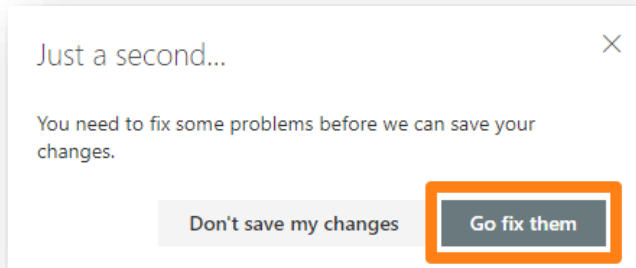 Just a second...
You need to fix some problems before we can save your
changes.
Don't save my changes
Go fix them